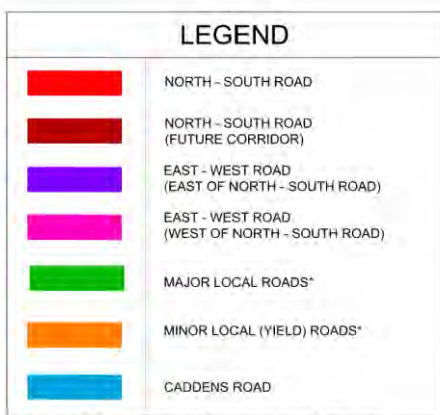 LEGEND
NORTH - SOUTH ROAD
NORTH - SOUTH ROAD
(FUTURE CORRIDOR)
EAST - WEST ROAD
(EAST OF NORTH - SOUTH ROAD)
EAST - WEST ROAD
(WEST OF NORTH - SOUTH ROAD)
MAJOR LOCAL ROADS*
MINOR LOCAL (YIELD) ROADS*
CADDENS ROAD